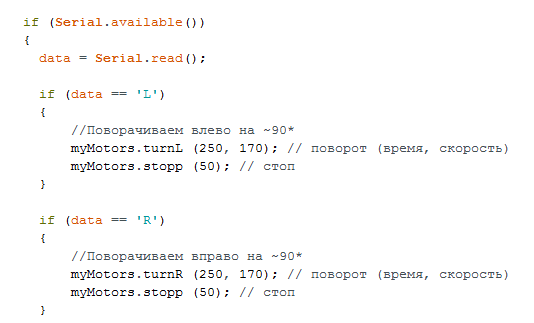 if (Serial.available())
{
data = Serial.read();
if (data == 'L')
{
//Поворачиваем влево на ~90*
myMotors.turnL (250, 170); // поворот (время, скорость)
myMotors.stopp (50); // стоп
}
if (data == 'R')
{
//Поворачиваем вправо на ~90*
myMotors.turnR (250, 170); // поворот (время, скорость)
myMotors.stopp (50); // стоп
}